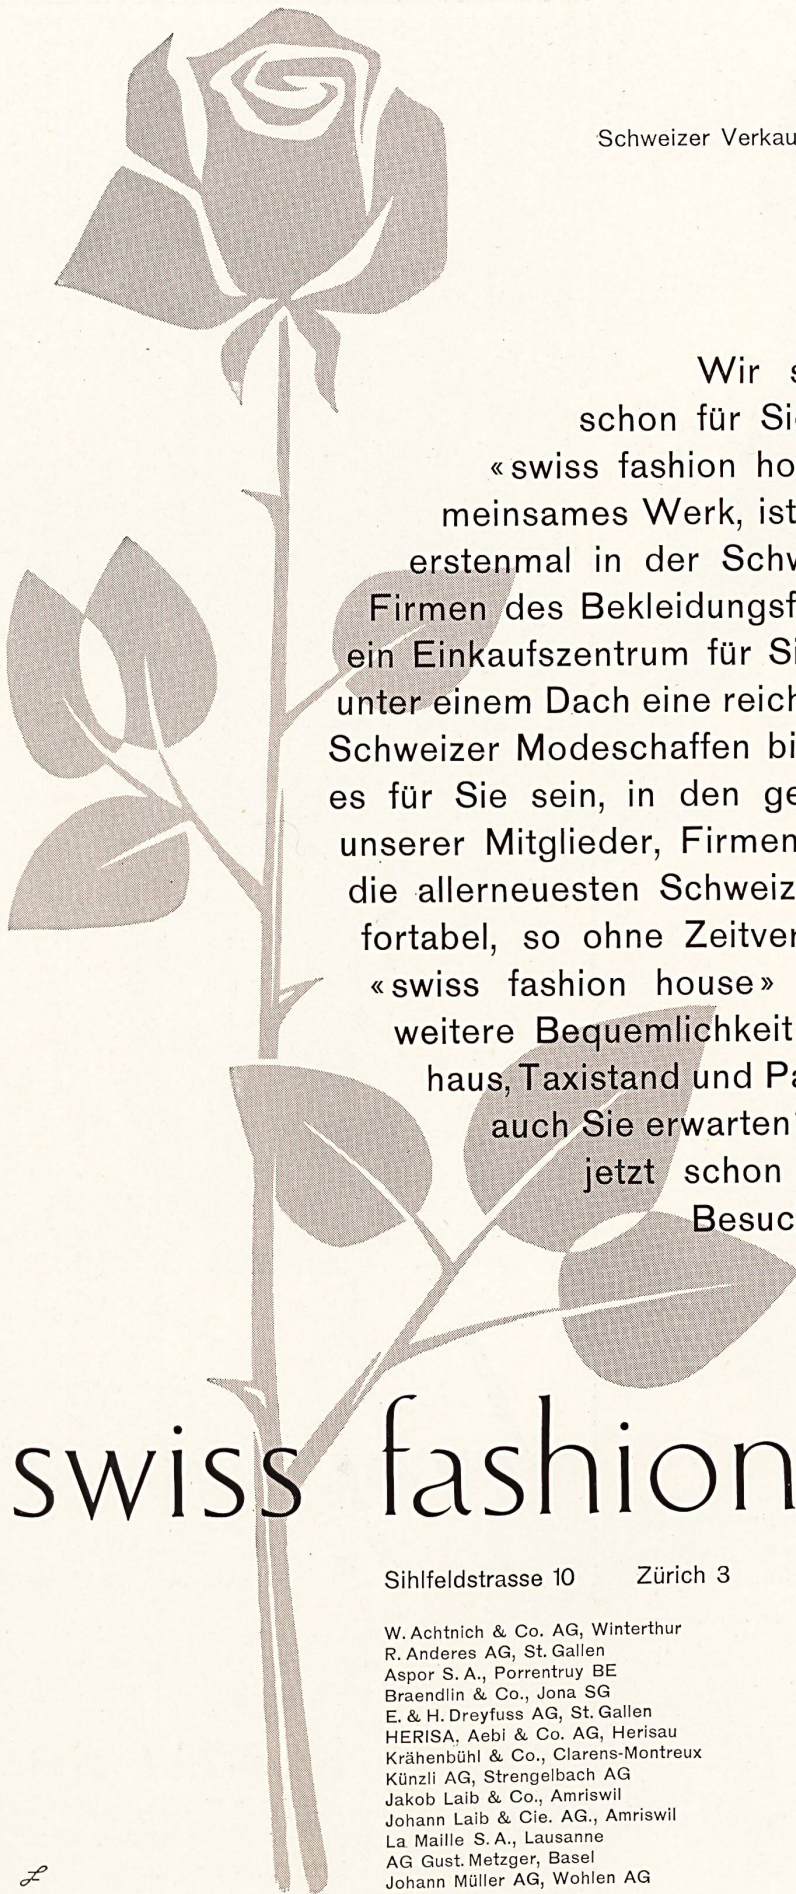 Schweizer Verkau
Wir s
schon für Sie
«swiss fashion ho
meinsames Werk, ist
erstenmal in der Schw
Firmen des Bekleidungsf
ein Einkaufszentrum für Si
unter einem Dach eine reich
Schweizer Modeschaffen bi
es für Sie sein, in den ge
unserer Mitglieder, Firmen
die allerneuesten Schweiz
fortabel, so ohne Zeitver
«swiss fashion house»
weitere Bequemlichkeit
haus, Taxistand und Pa
auch Sie erwarten
jetzt schon
Besuc
swiss fashion
Sihlfeldstrasse 10 Zürich 3
W. Achtnich & Co. AG, Winterthur
R. Anderes AG, St. Gallen
Aspor S. A., Porrentruy BE
Braendlin & Co., Jona SG
E. & H. Dreyfuss AG, St. Gallen
HERISA, Aebi & Co. AG, Herisau
Krähenbühl & Co., Clarens-Montreux
Künzli AG, Strengelbach AG
Jakob Laib & Co., Amriswil
Johann Laib & Cie. AG., Amriswil
La Maille S. A., Lausanne
AG Gust. Metzger, Basel
Johann Müller AG, Wohlen AG